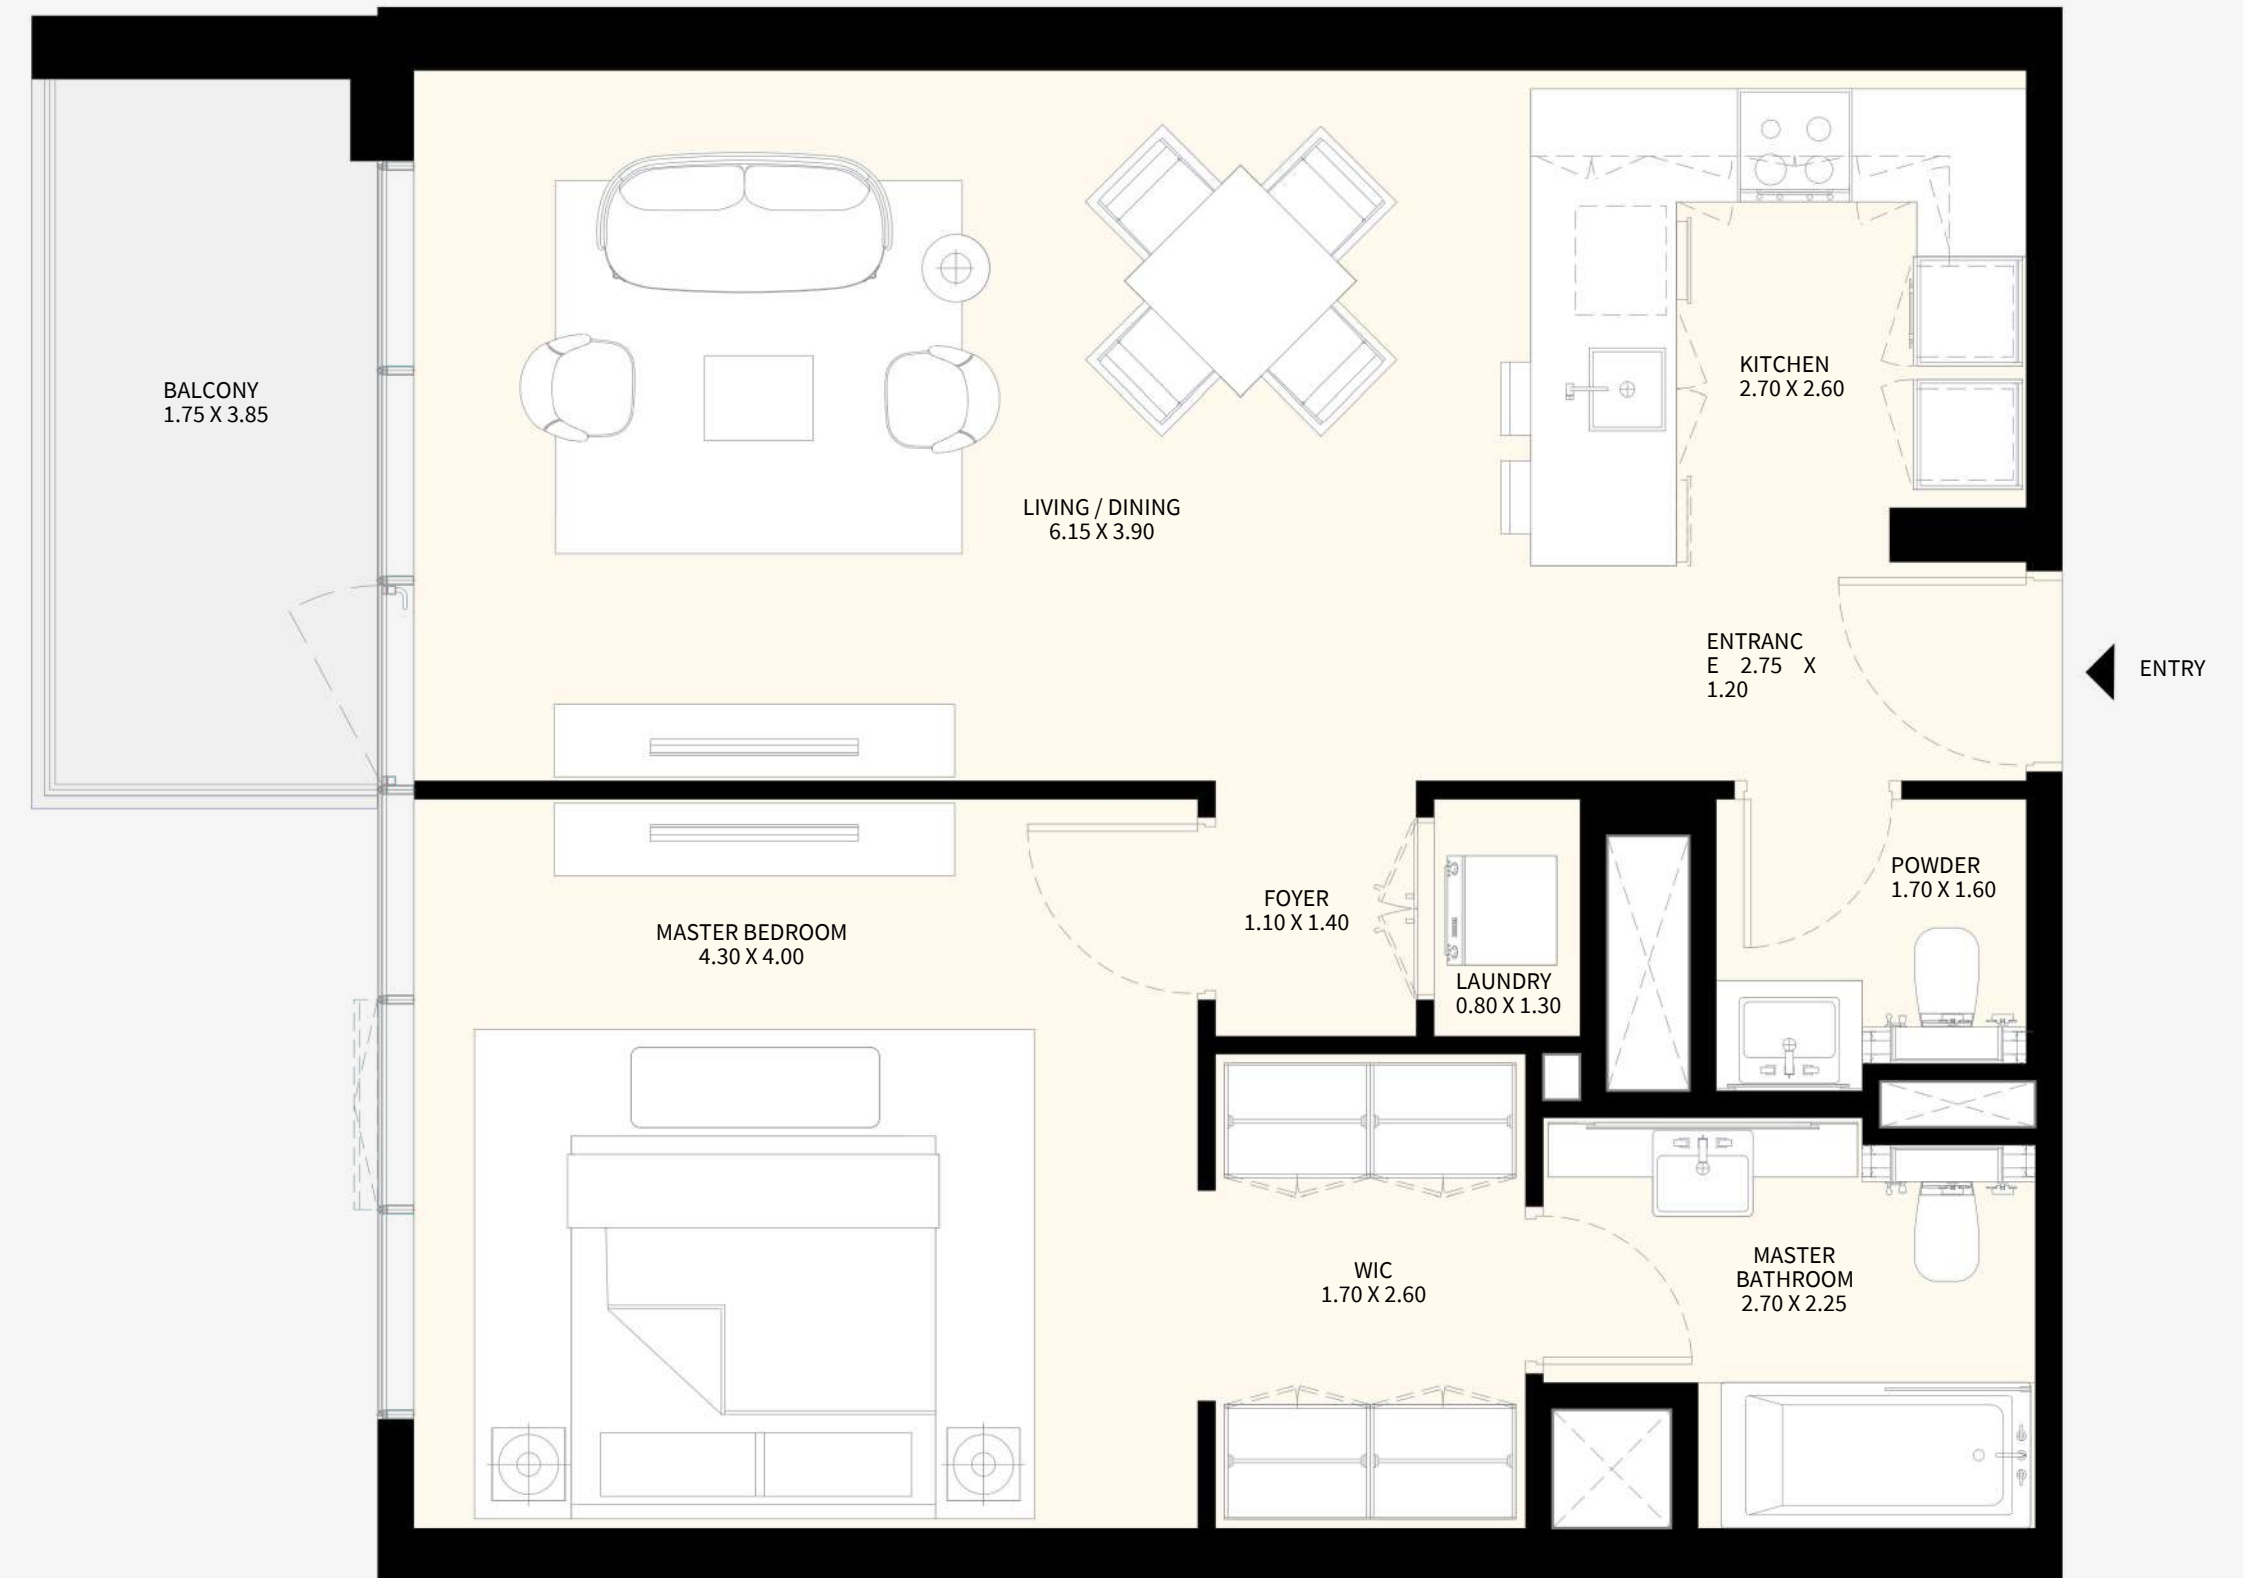 BALCONY
1.75 X 3.85
LIVING / DINING
6.15 X 3.90
KITCHEN
2.70 X 2.60
ENTRANC
E 2.75 X
1.20
ENTRY
MASTER BEDROOM
4.30 X 4.00
FOYER
1.10 X 1.40
LAUNDRY
0.80 X 1.30
POWDER
1.70 X 1.60
WIC
1.70 X 2.60
MASTER
BATHROOM
2.70 X 2.25